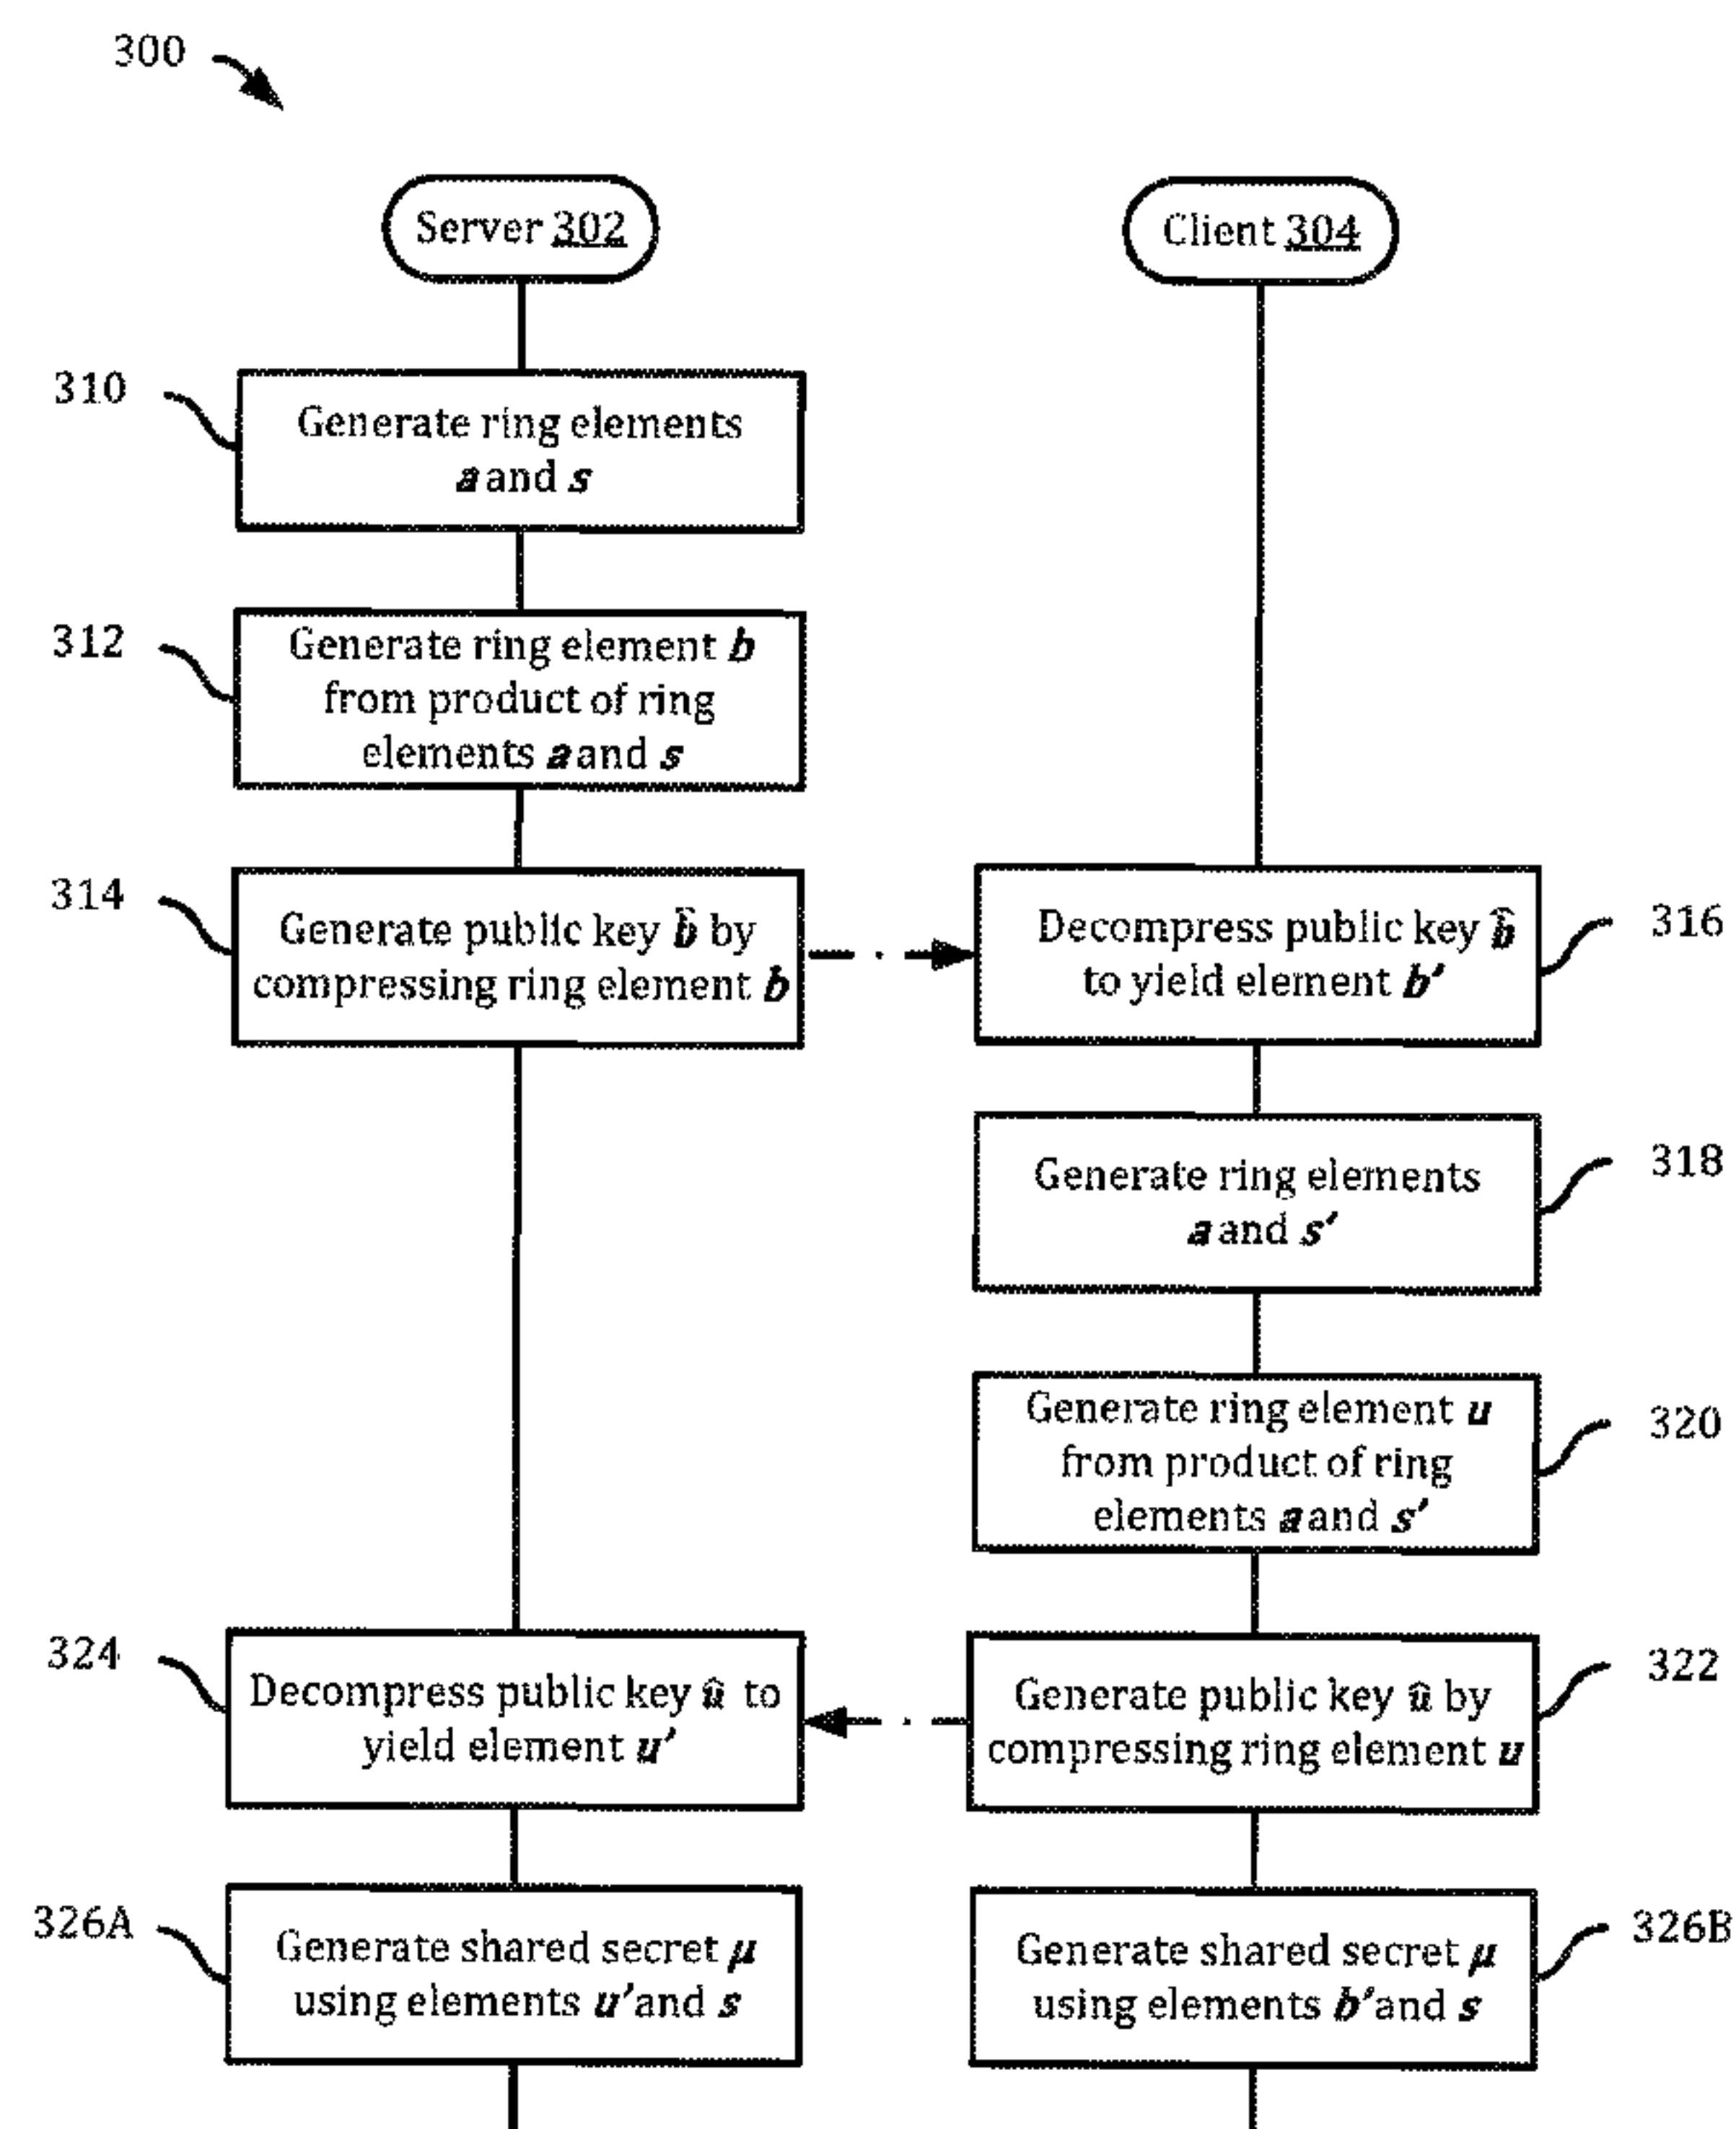 300
Server 302
Client 304
310
Generate ring elements
a and s
312
Generate ring element b
from product of ring
elements a and s
314
Generate public key b̂ by
compressing ring element b
Decompress public key b̂
to yield element b′
316
Generate ring elements
a and s′
318
Generate ring element u
from product of ring
elements a and s′
320
324
Decompress public key û to
yield element u′
Generate public key û by
compressing ring element u
322
326A
Generate shared secret μ
using elements u′ and s
Generate shared secret μ
using elements b′ and s
326B